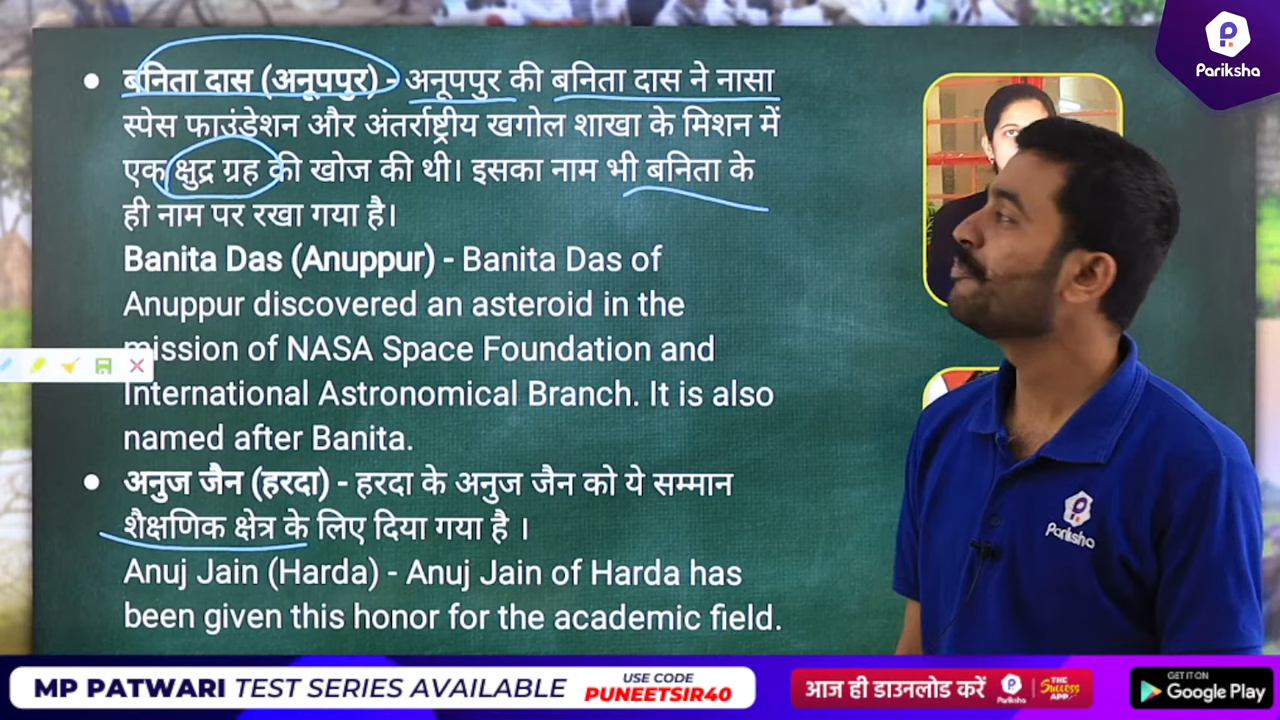 Pariksha
• बनिता दास (अनूपपुर) - अनूपपुर की बनिता दास ने नासा
स्पेस फाउंडेशन और अंतर्राष्ट्रीय खगोल शाखा के मिशन में
एक क्षुद्र ग्रह की खोज की थी। इसका नाम भी बनिता के
ही नाम पर रखा गया है।
Banita Das (Anuppur) - Banita Das of
Anuppur discovered an asteroid in the
mission of NASA Space Foundation and
International Astronomical Branch. It is also
named after Banita.
• अनुज जैन (हरदा) - हरदा के अनुज जैन को ये सम्मान
शैक्षणिक क्षेत्र के लिए दिया गया है ।
Anuj Jain (Harda) - Anuj Jain of Harda has
been given this honor for the academic field.
Pariksha
MP PATWARI TEST SERIES AVAILABLE
USE CODE
PUNEETSIR40
आज ही डाउनलोड करें
Pariksha
THE
Success
APP
GET IT ON
Google Play